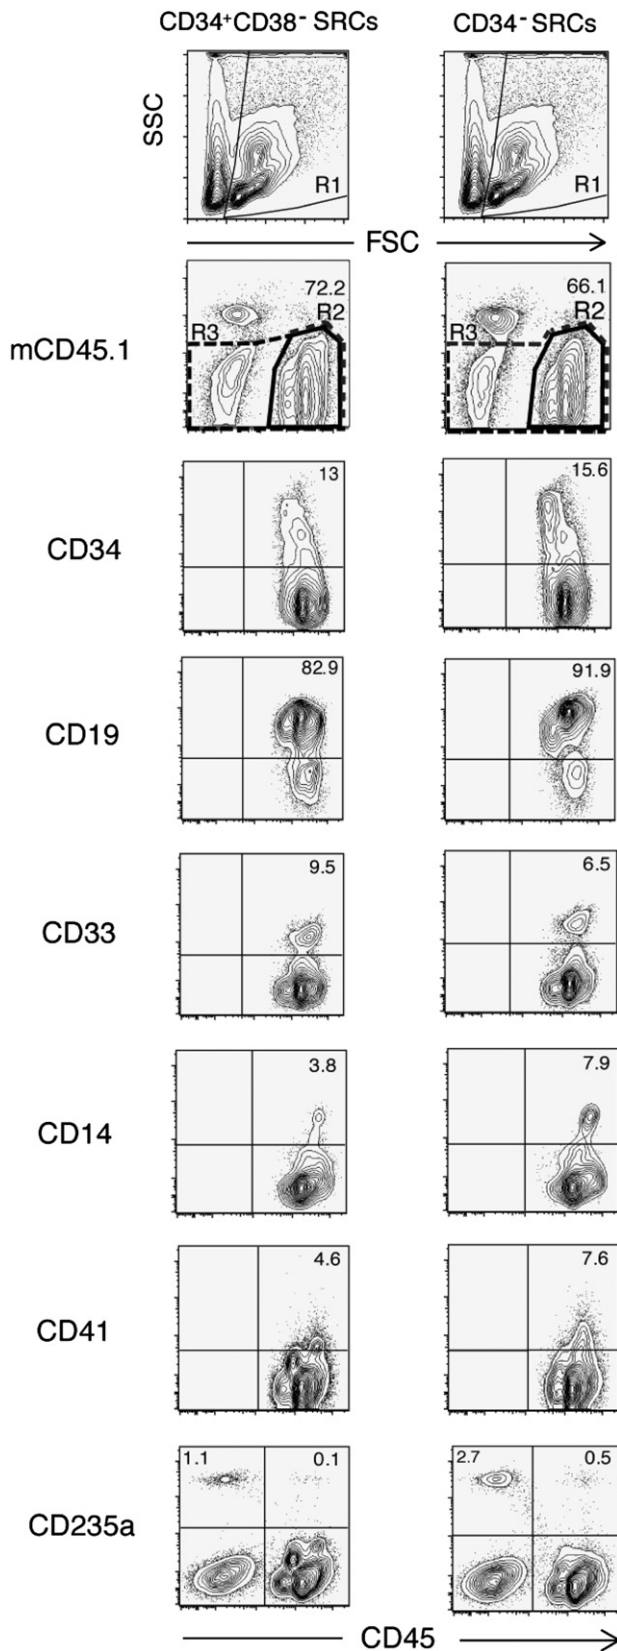 CD34⁺CD38⁻ SRCs CD34⁻ SRCs
SSC
R1 R1
FSC
mCD45.1
72.2 66.1
R3 R2 R3 R2
CD34
13 15.6
CD19
82.9 91.9
CD33
9.5 6.5
CD14
3.8 7.9
CD41
4.6 7.6
CD235a
1.1 0.1 2.7 0.5
CD45